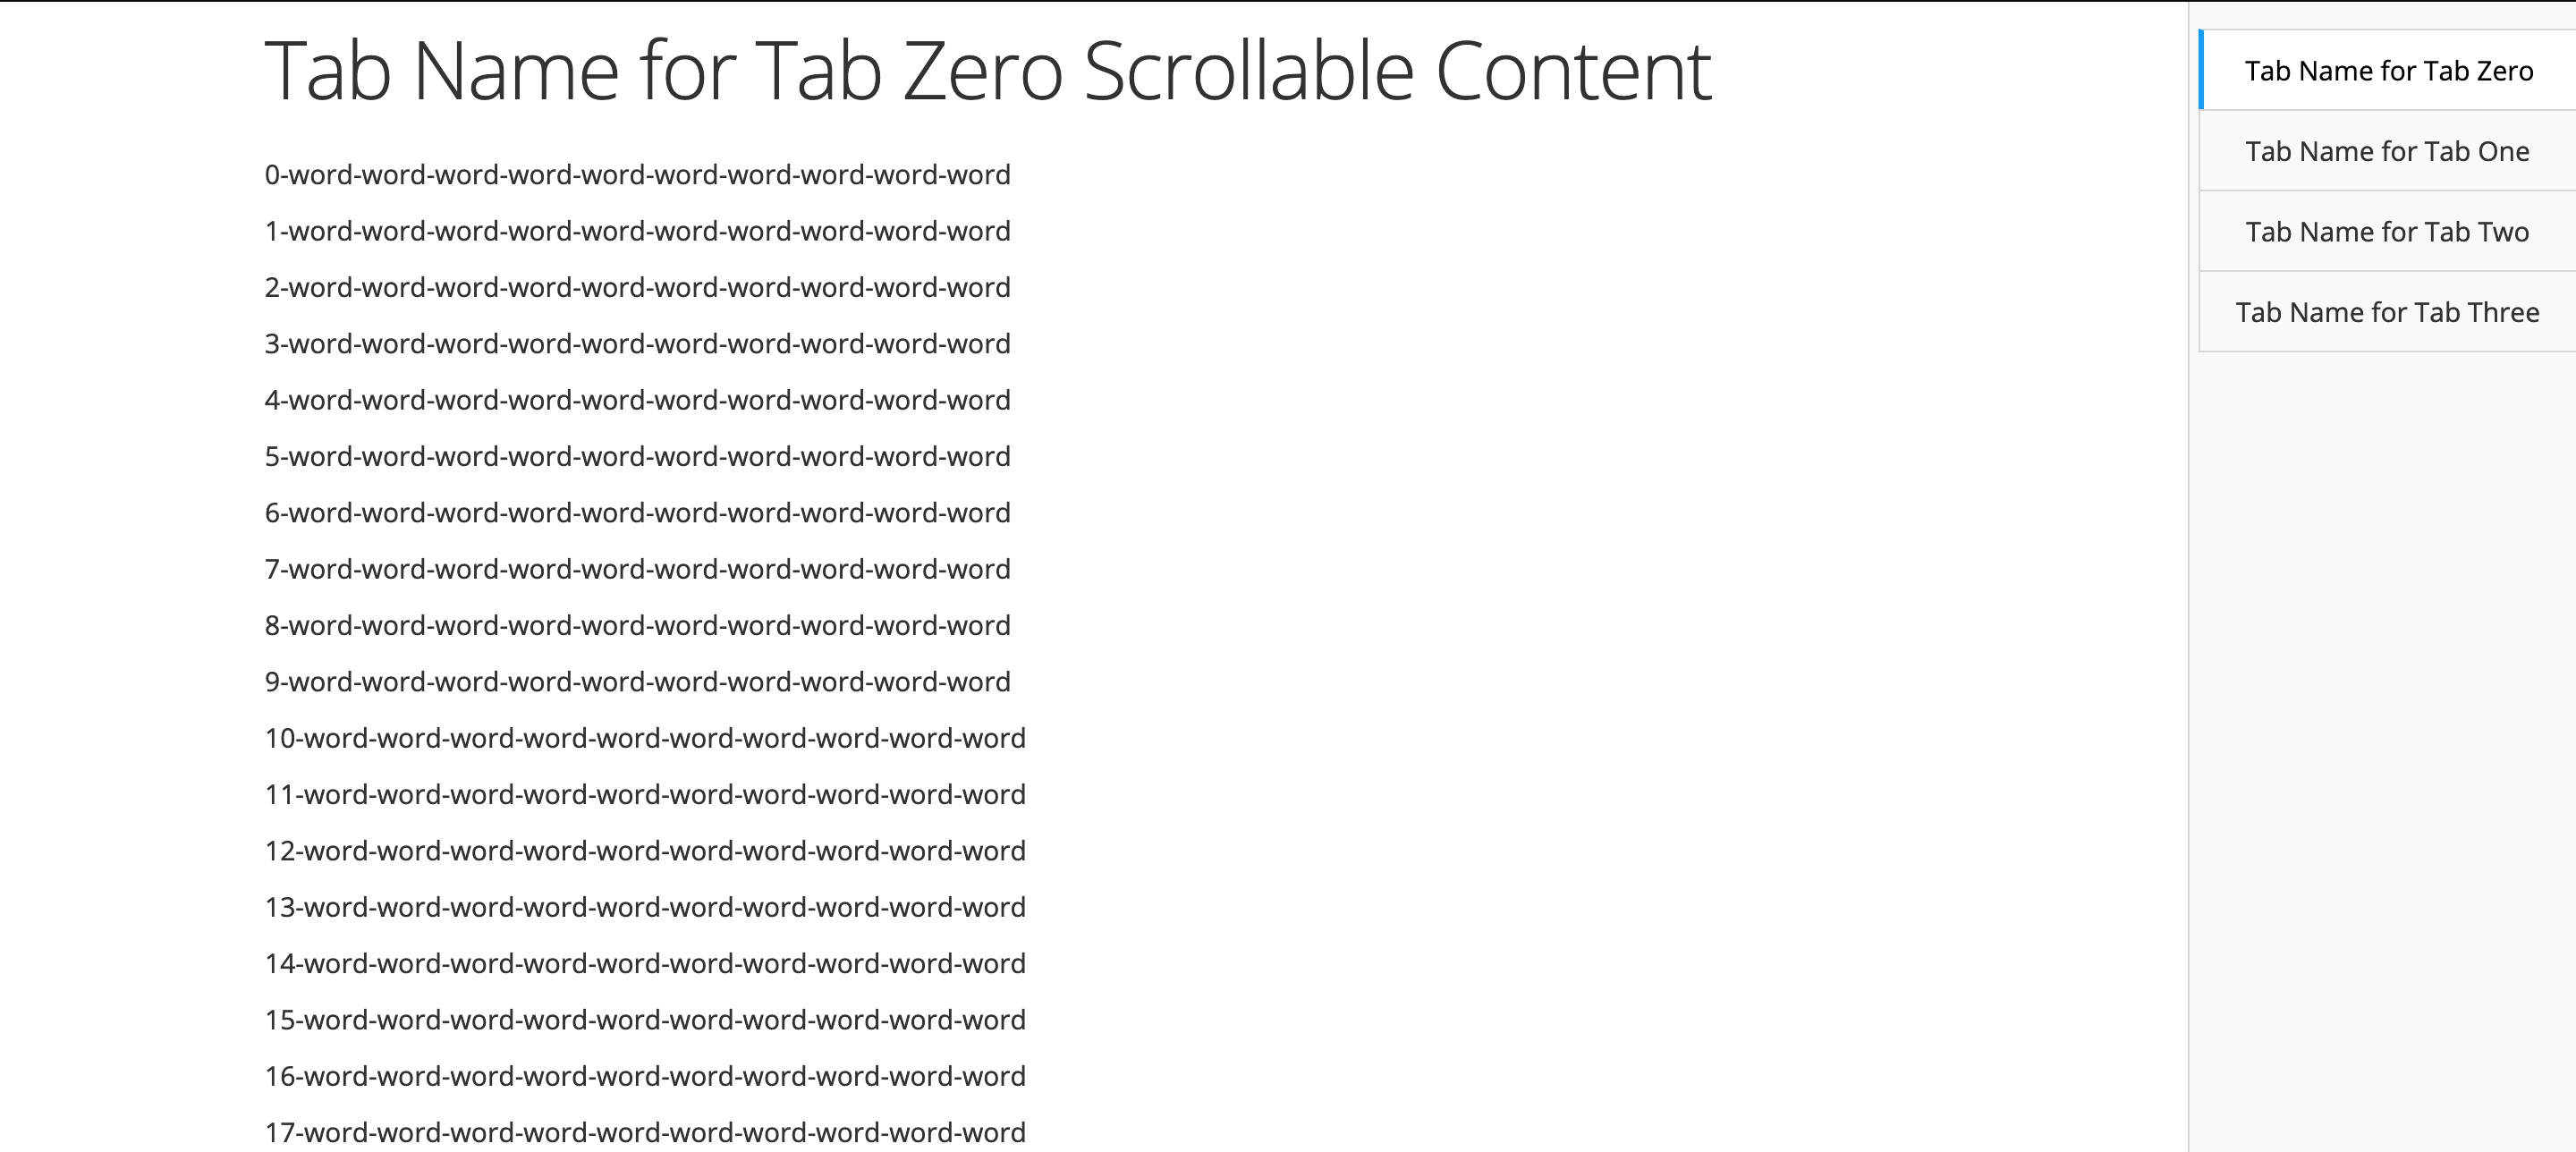 Tab Name for Tab Zero Scrollable Content
0-word-word-word-word-word-word-word-word-word-word
1-word-word-word-word-word-word-word-word-word-word
2-word-word-word-word-word-word-word-word-word-word
3-word-word-word-word-word-word-word-word-word-word
4-word-word-word-word-word-word-word-word-word-word
5-word-word-word-word-word-word-word-word-word-word
6-word-word-word-word-word-word-word-word-word-word
7-word-word-word-word-word-word-word-word-word-word
8-word-word-word-word-word-word-word-word-word-word
9-word-word-word-word-word-word-word-word-word-word
10-word-word-word-word-word-word-word-word-word-word
11-word-word-word-word-word-word-word-word-word-word
12-word-word-word-word-word-word-word-word-word-word
13-word-word-word-word-word-word-word-word-word-word
14-word-word-word-word-word-word-word-word-word-word
15-word-word-word-word-word-word-word-word-word-word
16-word-word-word-word-word-word-word-word-word-word
17-word-word-word-word-word-word-word-word-word-word
Tab Name for Tab Zero
Tab Name for Tab One
Tab Name for Tab Two
Tab Name for Tab Three